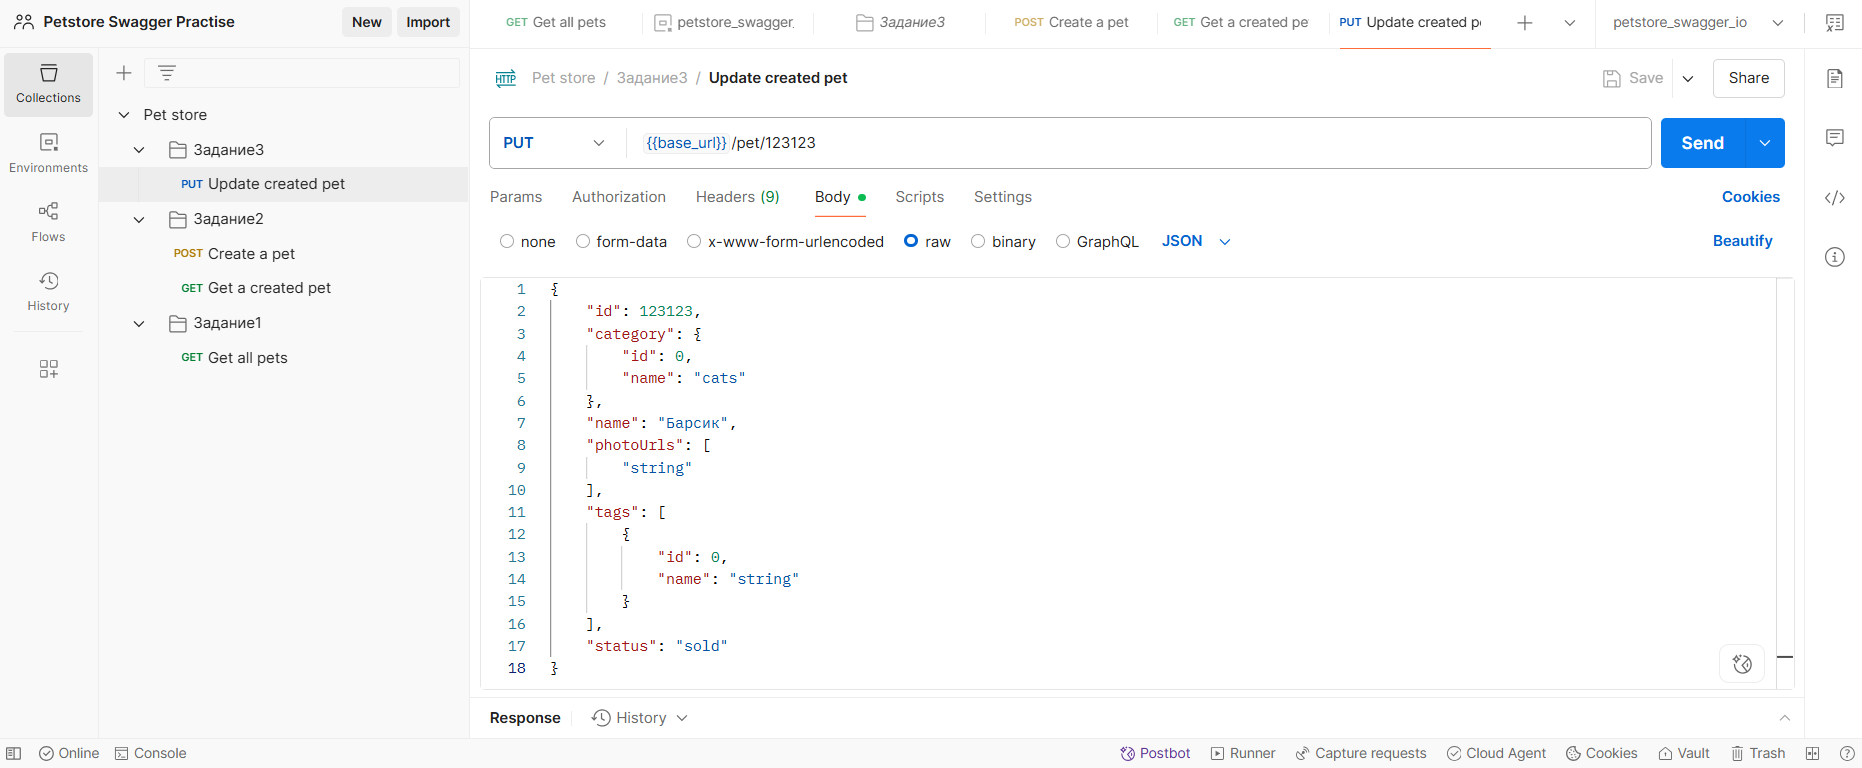 Petstore Swagger Practise
New
Import
GET Get all pets
petstore_swagger_
Задание3
POST Create a pet
GET Get a created pe
PUT Update created p
petstore_swagger_io
Collections
Environments
Flows
History
Pet store
Задание3
PUT Update created pet
Задание2
POST Create a pet
GET Get a created pet
Задание1
GET Get all pets
HTTP Pet store / Задание3 / Update created pet
Save
Share
PUT
{{base_url}} /pet/123123
Send
Params
Authorization
Headers (9)
Body
Scripts
Settings
Cookies
none
form-data
x-www-form-urlencoded
raw
binary
GraphQL
JSON
Beautify
1 {
2 "id": 123123,
3 "category": {
4 "id": 0,
5 "name": "cats"
6 },
7 "name": "Барсик",
8 "photoUrls": [
9 "string"
10 ],
11 "tags": [
12 {
13 "id": 0,
14 "name": "string"
15 }
16 ],
17 "status": "sold"
18 }
Response
History
Online
Console
Postbot
Runner
Capture requests
Cloud Agent
Cookies
Vault
Trash